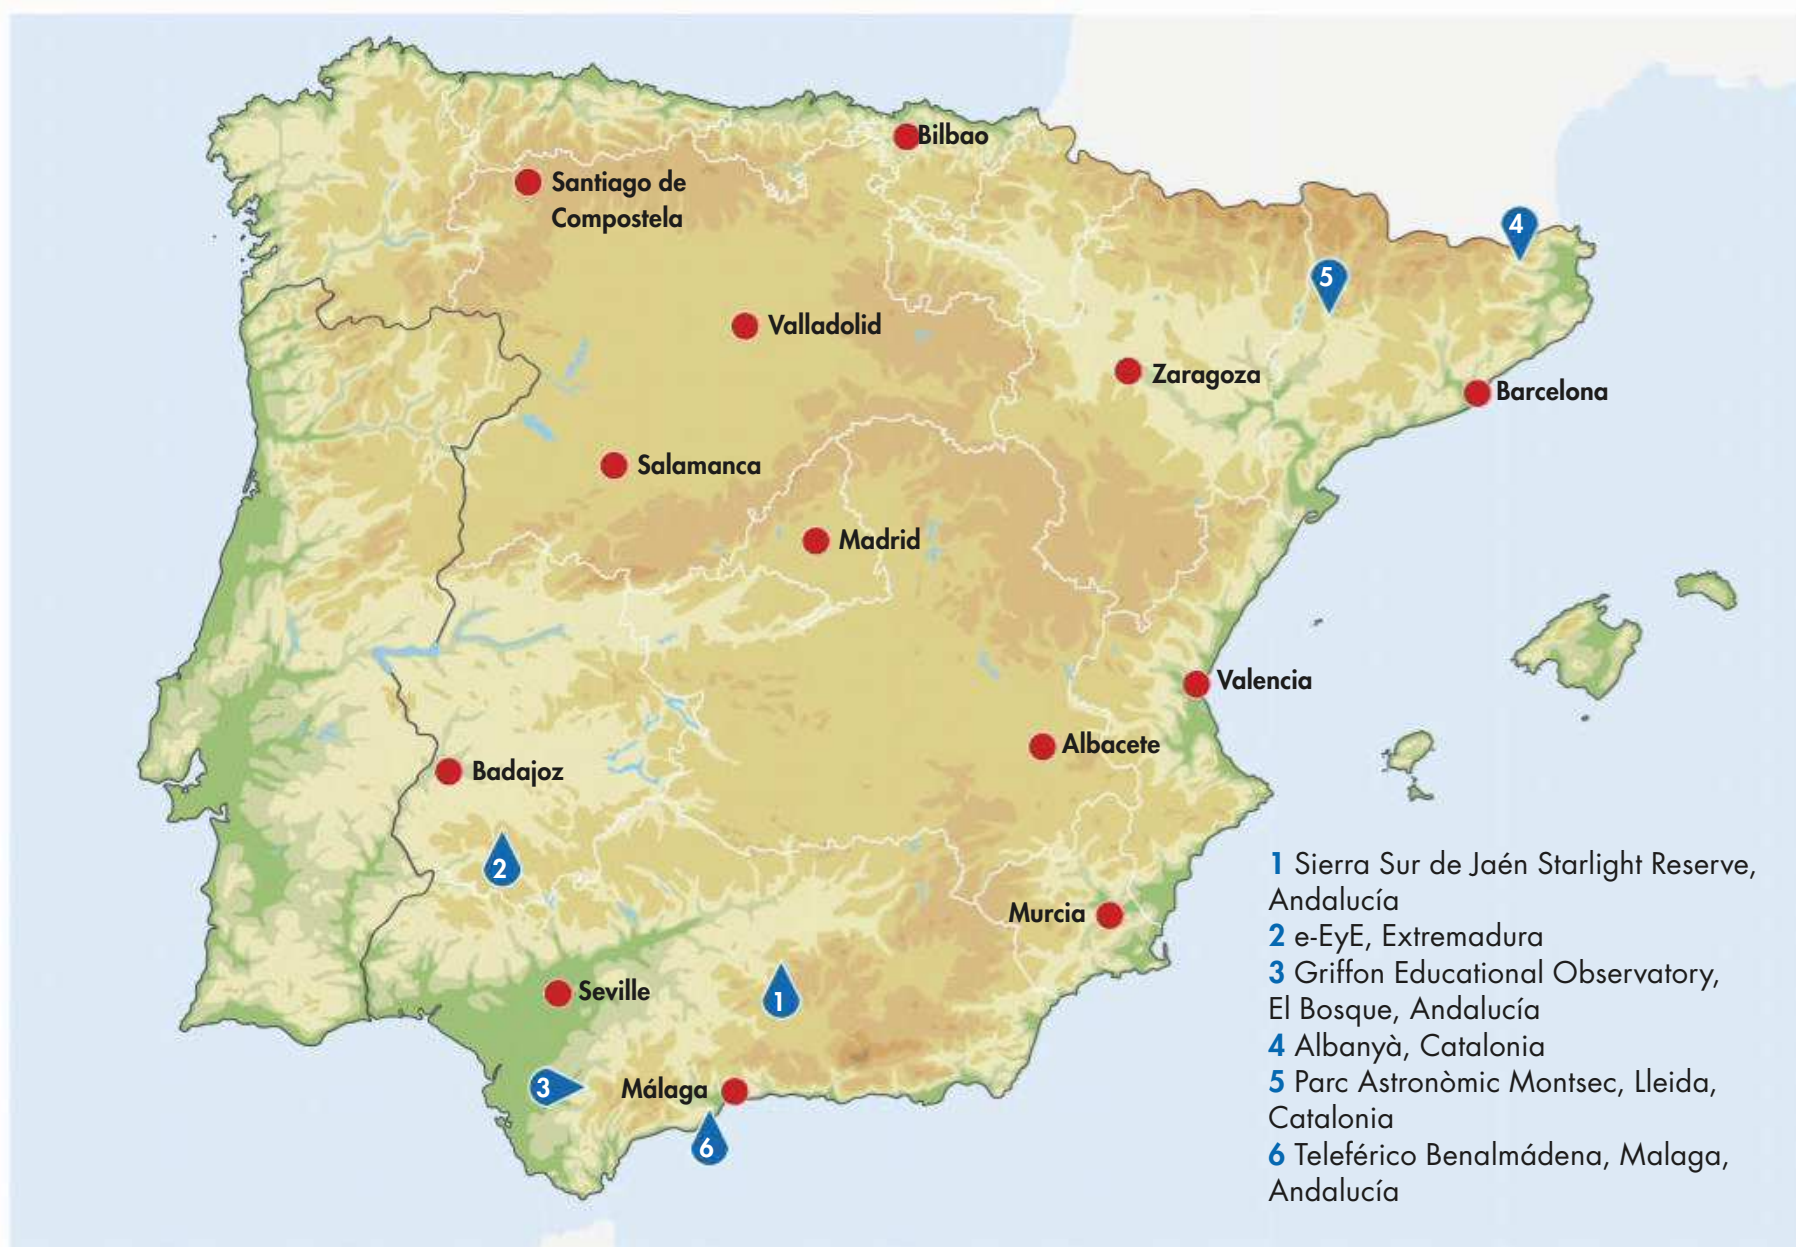 Bilbao
Santiago de
Compostela
4
5
Valladolid
Zaragoza
Barcelona
Salamanca
Madrid
Valencia
Albacete
Badajoz
2
Murcia
Seville
1
3
Málaga
6
1 Sierra Sur de Jaén Starlight Reserve,
Andalucía
2 e-EyE, Extremadura
3 Griffon Educational Observatory,
El Bosque, Andalucía
4 Albanyà, Catalonia
5 Parc Astronòmic Montsec, Lleida,
Catalonia
6 Teleférico Benalmádena, Malaga,
Andalucía